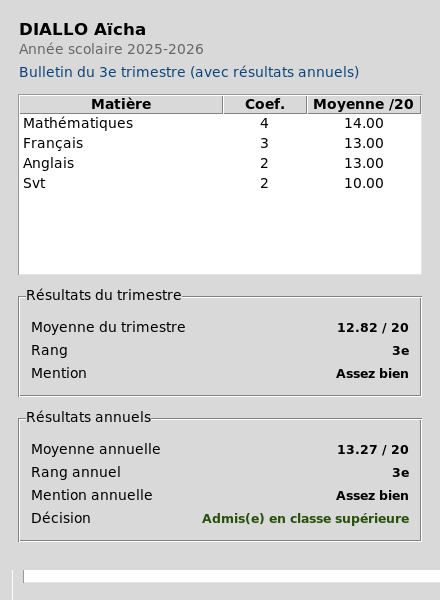 DIALLO Aïcha
Année scolaire 2025-2026
Bulletin du 3e trimestre (avec résultats annuels)
Matière Coef. Moyenne /20
Mathématiques 4 14.00
Français 3 13.00
Anglais 2 13.00
Svt 2 10.00
Résultats du trimestre
Moyenne du trimestre 12.82 / 20
Rang 3e
Mention Assez bien
Résultats annuels
Moyenne annuelle 13.27 / 20
Rang annuel 3e
Mention annuelle Assez bien
Décision Admis(e) en classe supérieure